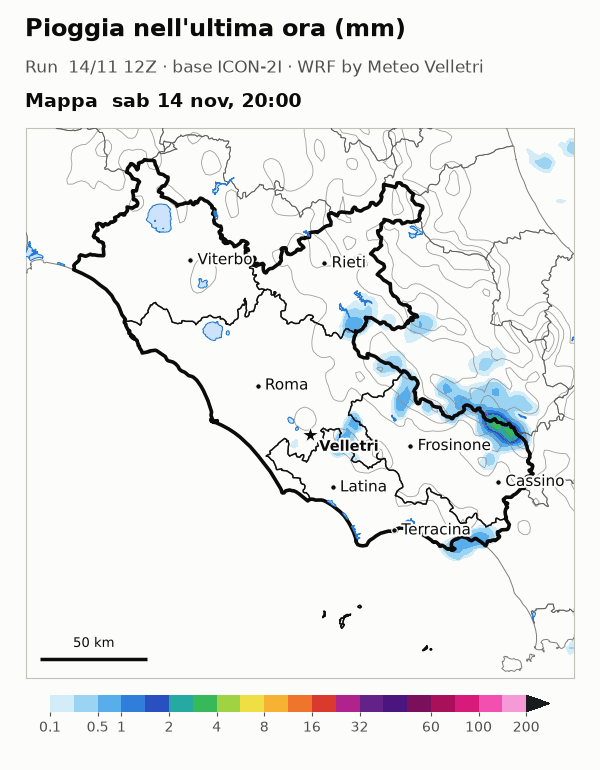 Pioggia nell'ultima ora (mm)
Run  14/11 12Z · base ICON-2I · WRF by Meteo Velletri
Mappa  sab 14 nov, 20:00
Viterbo
Rieti
Roma
Velletri
Frosinone
Cassino
Latina
Terracina
50 km
0.1 0.5 1 2 4 8 16 32 60 100 200